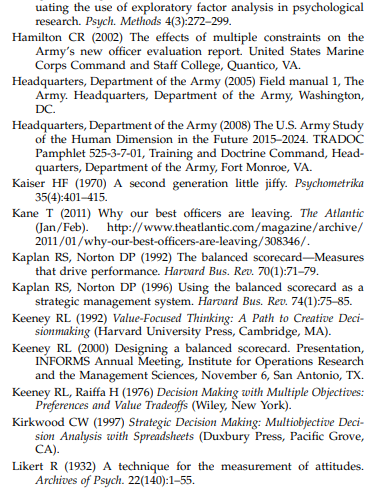 uating the use of exploratory factor analysis in psychological
research. Psych. Methods 4(3):272–299.
Hamilton CR (2002) The effects of multiple constraints on the
Army's new officer evaluation report. United States Marine
Corps Command and Staff College, Quantico, VA.
Headquarters, Department of the Army (2005) Field manual 1, The
Army. Headquarters, Department of the Army, Washington,
DC.
Headquarters, Department of the Army (2008) The U.S. Army Study
of the Human Dimension in the Future 2015–2024. TRADOC
Pamphlet 525-3-7-01, Training and Doctrine Command, Head-
quarters, Department of the Army, Fort Monroe, VA.
Kaiser HF (1970) A second generation little jiffy. Psychometrika
35(4):401–415.
Kane T (2011) Why our best officers are leaving. The Atlantic
(Jan/Feb). http://www.theatlantic.com/magazine/archive/
2011/01/why-our-best-officers-are-leaving/308346/.
Kaplan RS, Norton DP (1992) The balanced scorecard—Measures
that drive performance. Harvard Bus. Rev. 70(1):71–79.
Kaplan RS, Norton DP (1996) Using the balanced scorecard as a
strategic management system. Harvard Bus. Rev. 74(1):75–85.
Keeney RL (1992) Value-Focused Thinking: A Path to Creative Deci-
sionmaking (Harvard University Press, Cambridge, MA).
Keeney RL (2000) Designing a balanced scorecard. Presentation,
INFORMS Annual Meeting, Institute for Operations Research
and the Management Sciences, November 6, San Antonio, TX.
Keeney RL, Raiffa H (1976) Decision Making with Multiple Objectives:
Preferences and Value Tradeoffs (Wiley, New York).
Kirkwood CW (1997) Strategic Decision Making: Multiobjective Deci-
sion Analysis with Spreadsheets (Duxbury Press, Pacific Grove,
CA).
Likert R (1932) A technique for the measurement of attitudes.
Archives of Psych. 22(140):1–55.